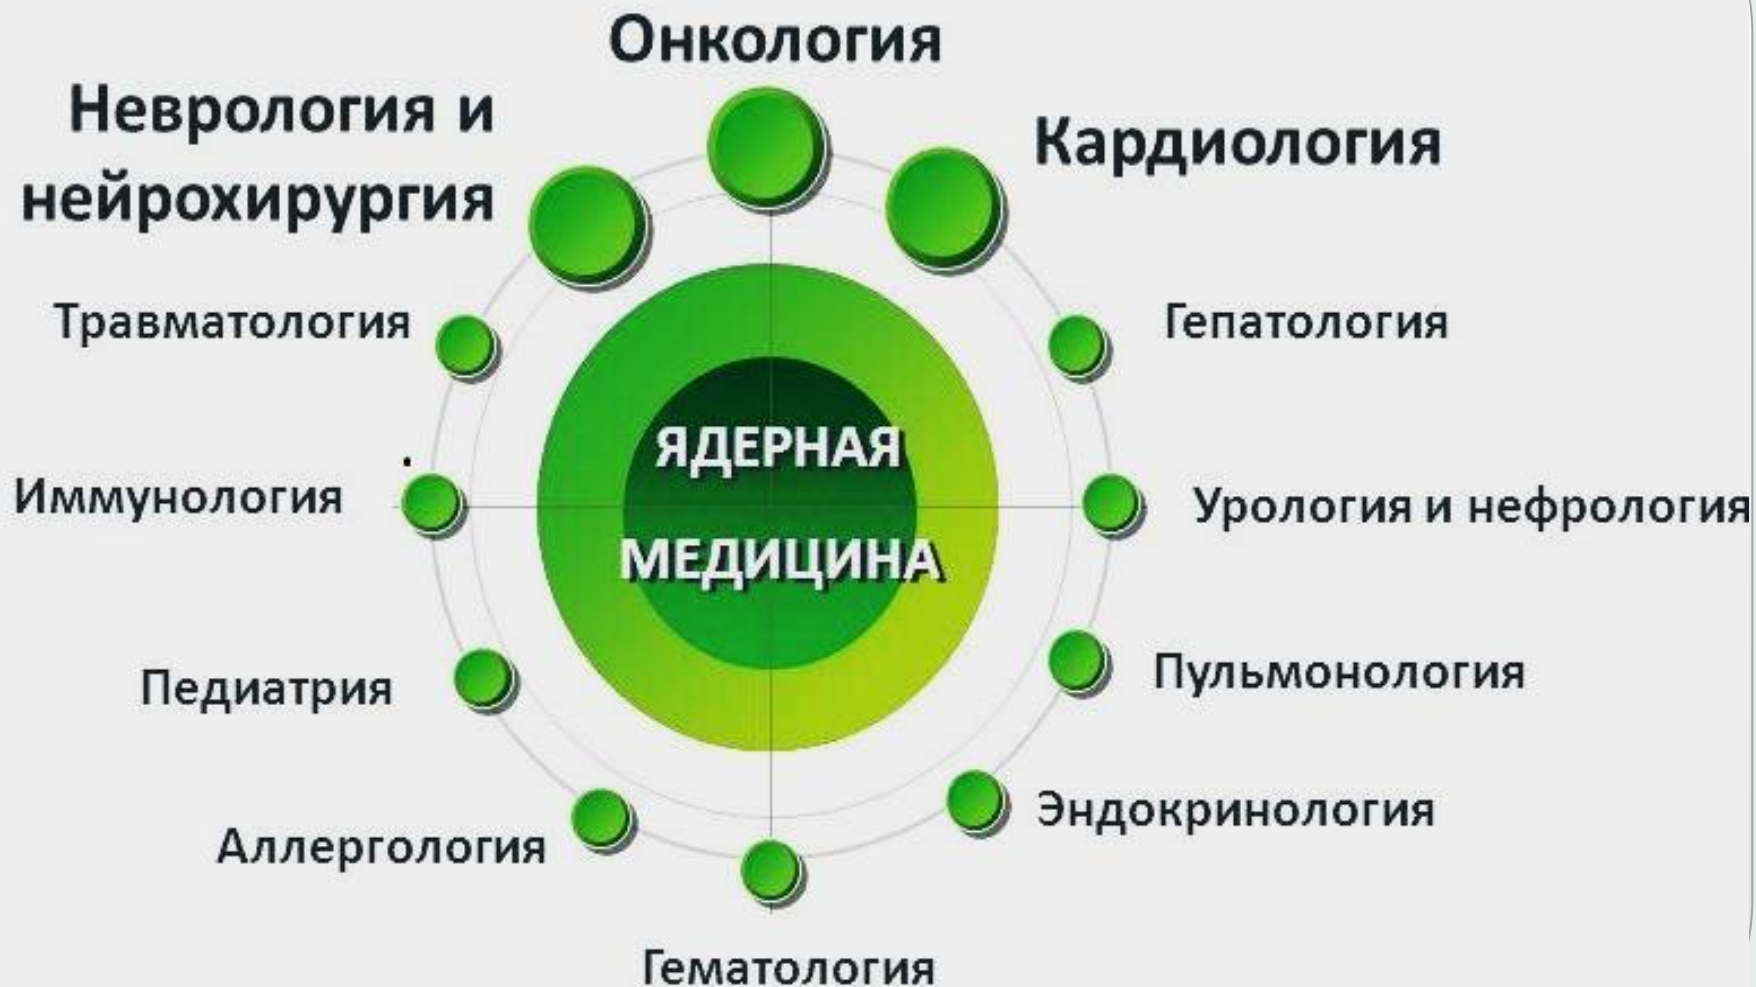 Онкология
Неврология и
нейрохирургия
Кардиология
Травматология
Гепатология
ЯДЕРНАЯ
МЕДИЦИНА
Иммунология
Урология и нефрология
Педиатрия
Пульмонология
Аллергология
Эндокринология
Гематология